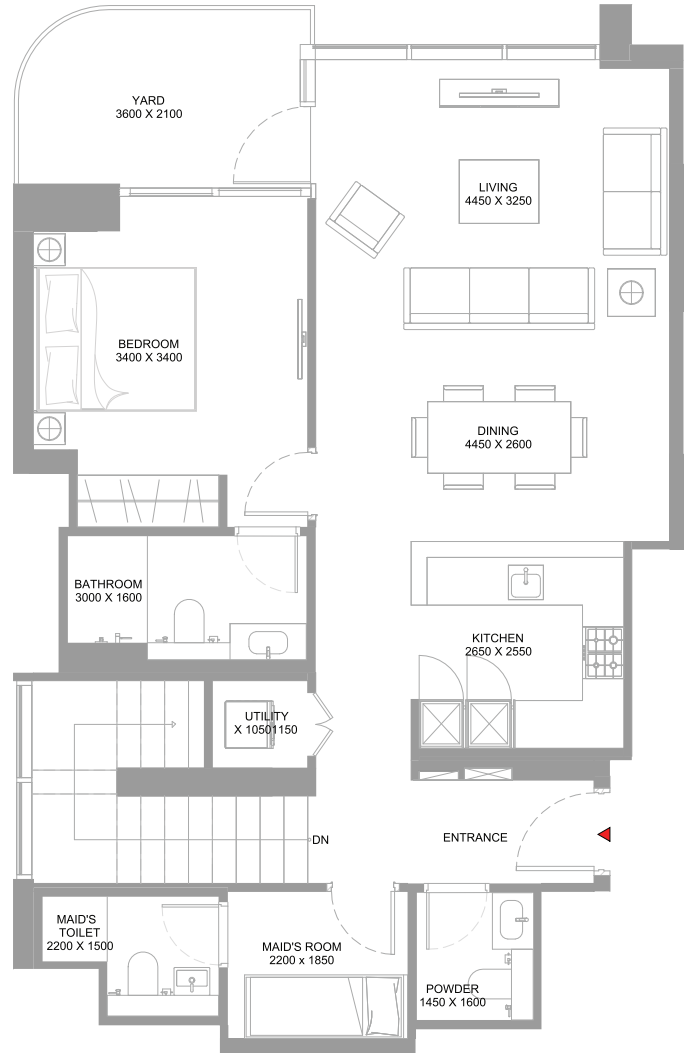 YARD
3600 X 2100
LIVING
4450 X 3250
BEDROOM
3400 X 3400
DINING
4450 X 2600
BATHROOM
3000 X 1600
KITCHEN
2650 X 2550
UTILITY
X 10501150
DN
ENTRANCE
MAID'S
TOILET
2200 X 1500
MAID'S ROOM
2200 x 1850
POWDER
1450 X 1600